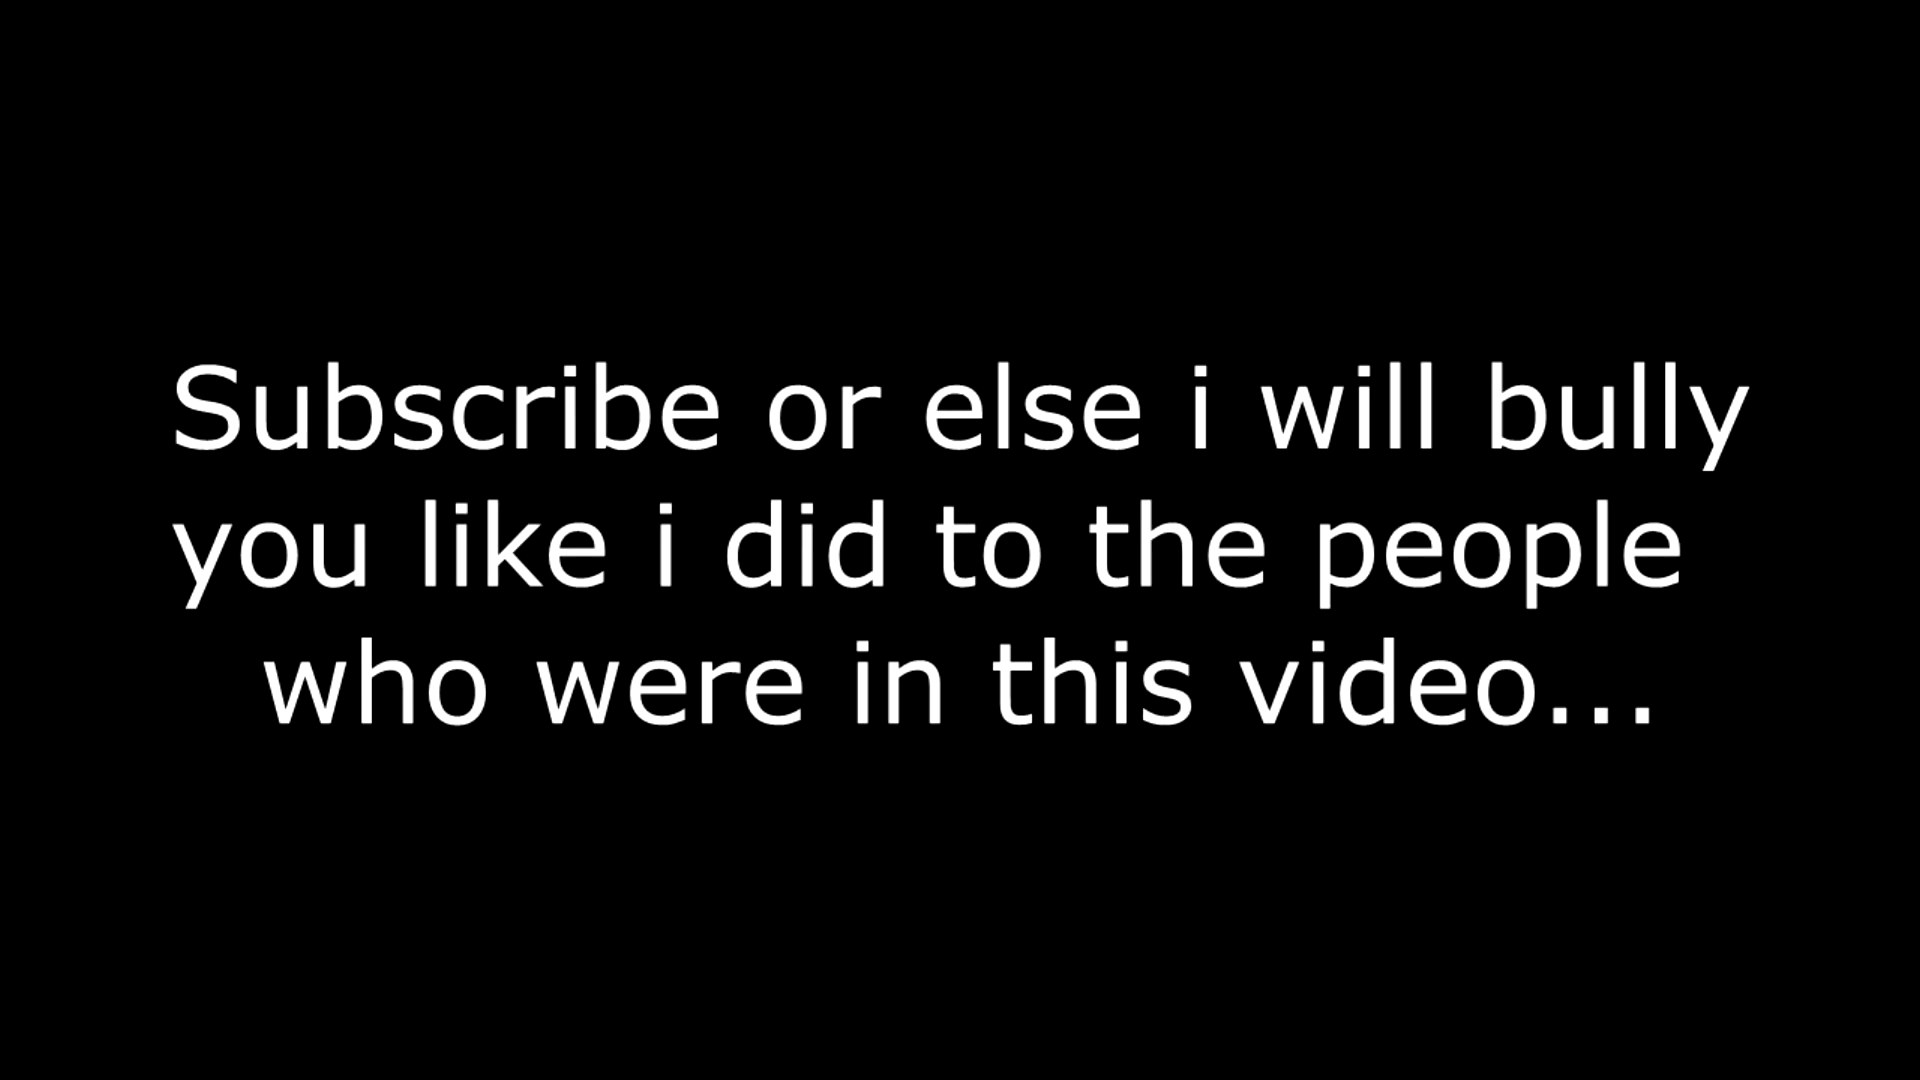 Subscribe or else i will bully
you like i did to the people
who were in this video...